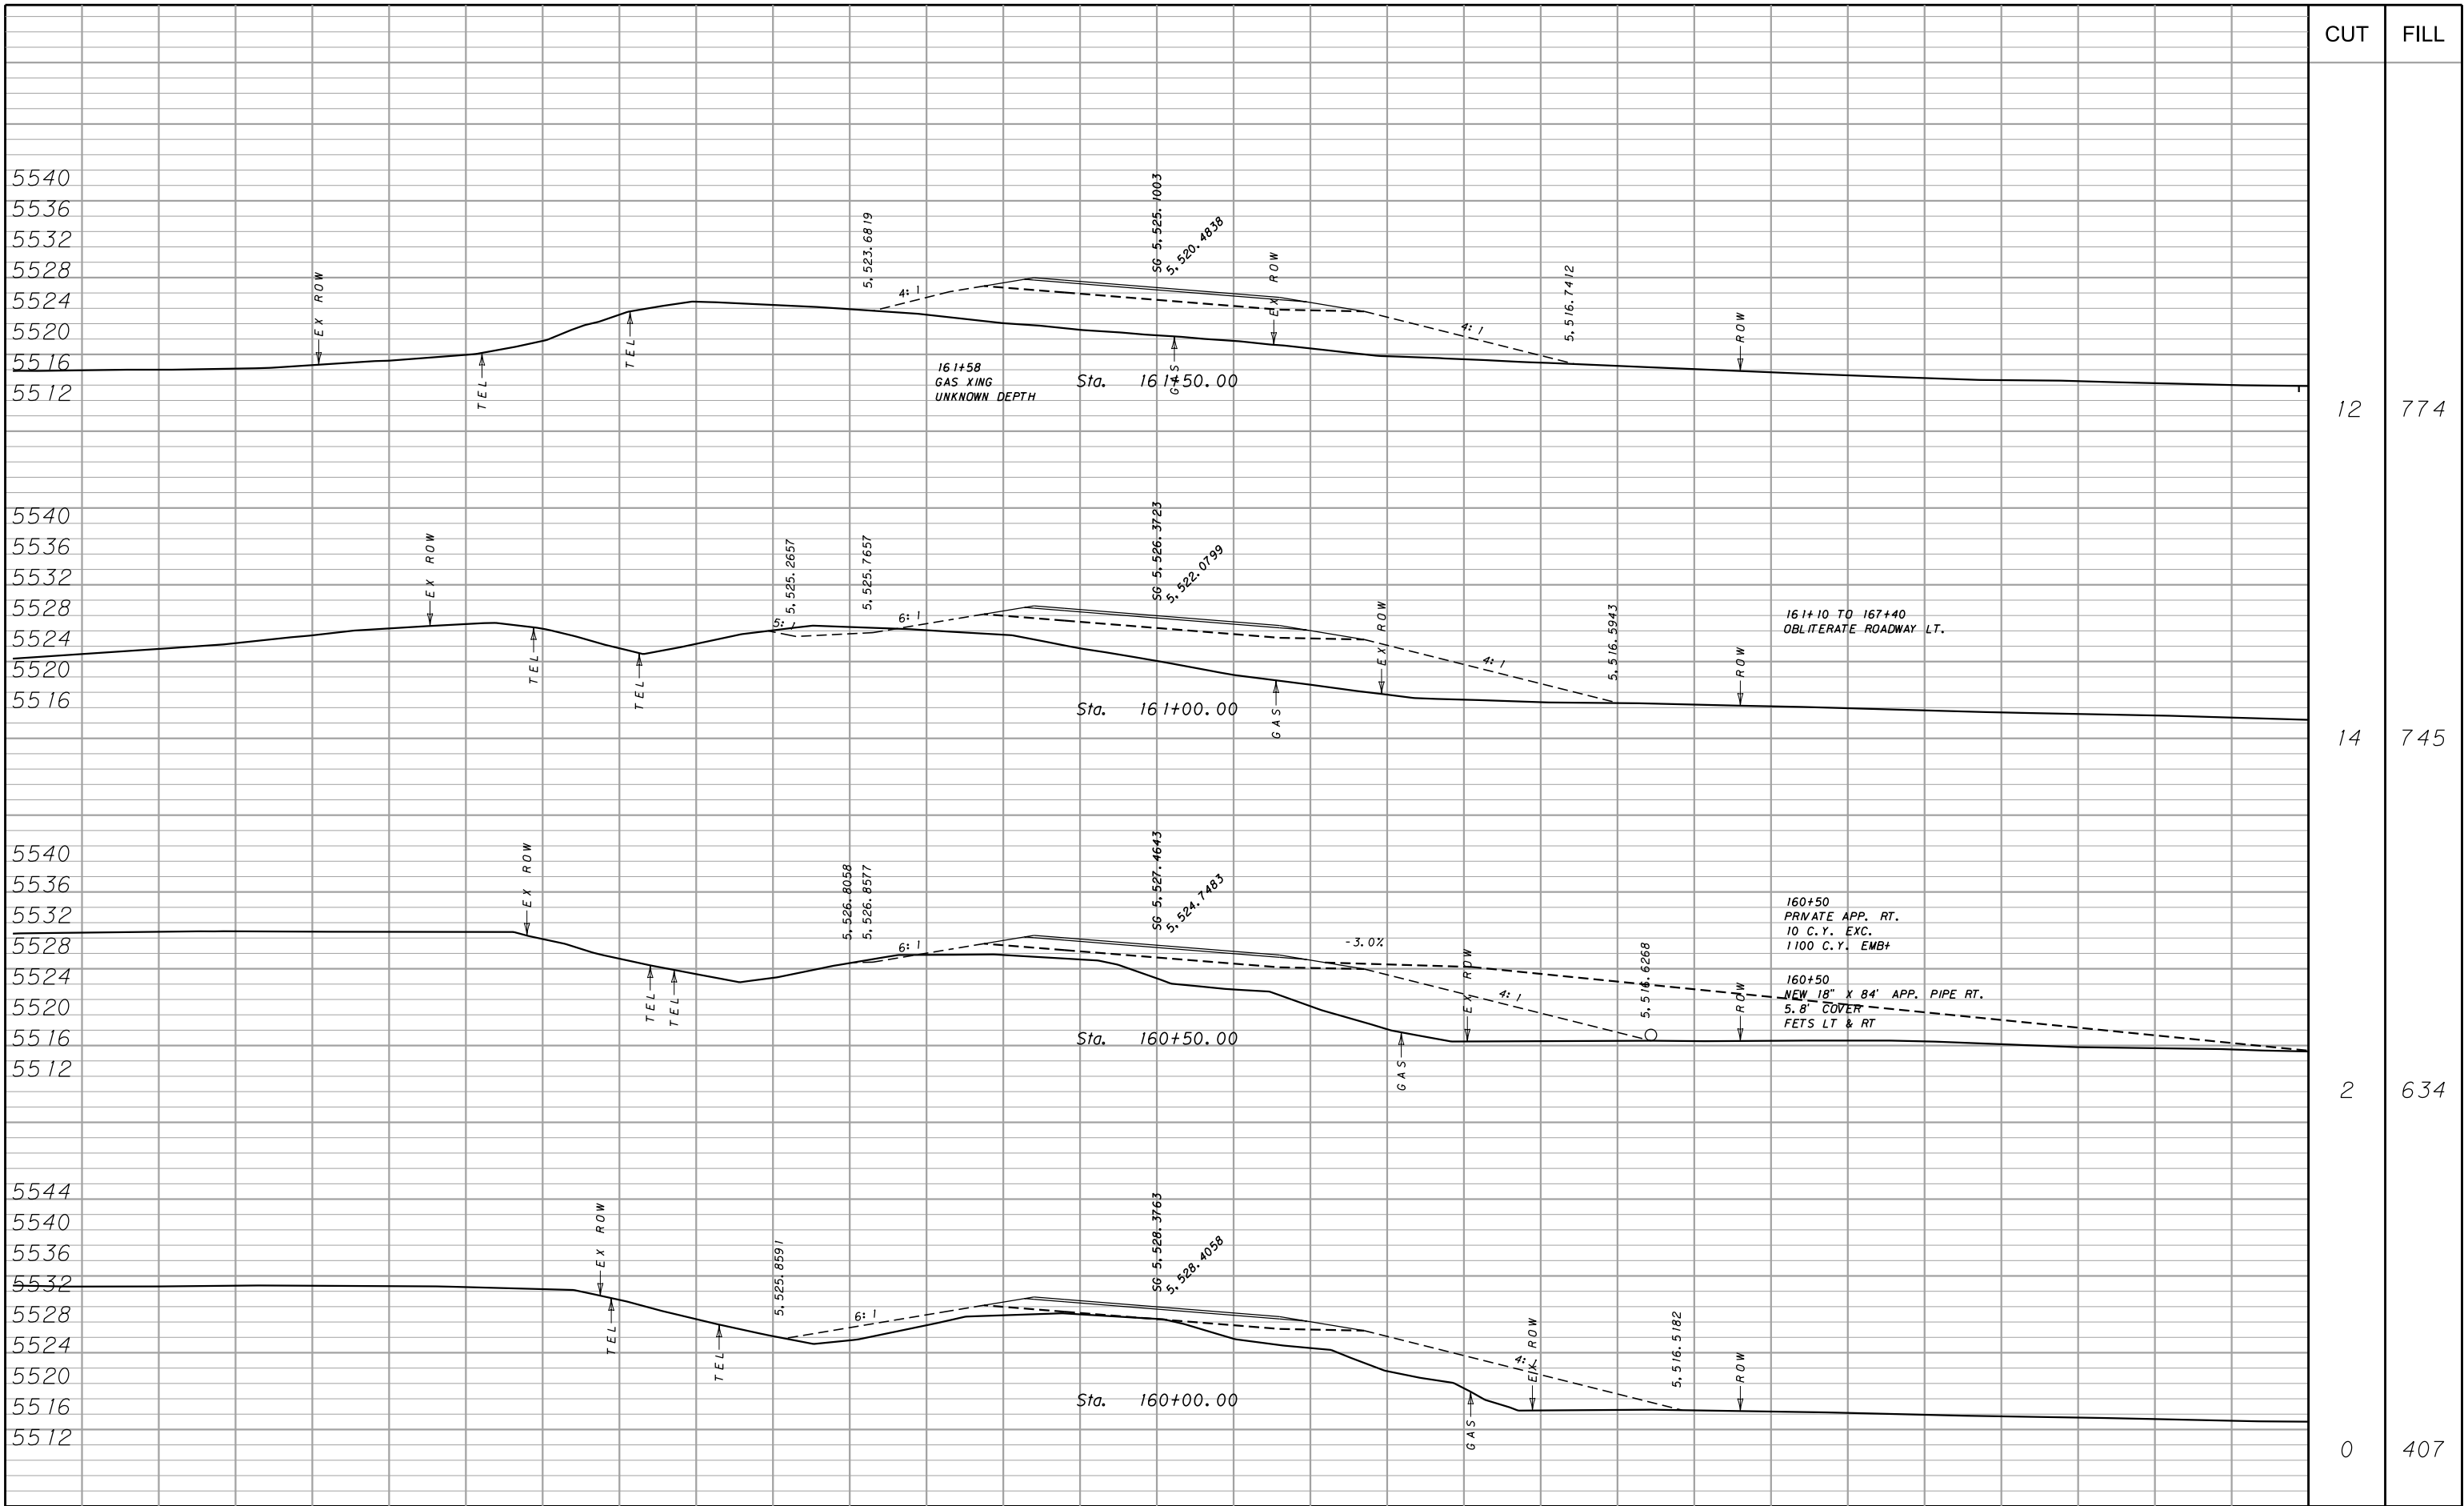 CUT FILL
5540
5536
5532
5528
5524
5520
5516
5512
EX ROW
TEL
TEL
5,523.6819
4:1
SG 5,525.1003
5,520.4838
EX ROW
GAS
4:1
5,516.7412
ROW
161+58
GAS XING
UNKNOWN DEPTH
Sta. 161+50.00
12 774
5540
5536
5532
5528
5524
5520
5516
EX ROW
TEL
TEL
5:1
5,525.2657
5,525.7657
6:1
SG 5,526.3723
5,522.0799
GAS
EX ROW
4:1
5,516.5943
ROW
161+10 TO 167+40
OBLITERATE ROADWAY LT.
Sta. 161+00.00
14 745
5540
5536
5532
5528
5524
5520
5516
5512
EX ROW
TEL
TEL
5,526.8058
5,526.8577
6:1
SG 5,527.4643
5,524.7483
-3.0%
GAS
EX ROW
4:1
5,516.6268
ROW
160+50
PRIVATE APP. RT.
10 C.Y. EXC.
1100 C.Y. EMB+
160+50
NEW 18" X 84' APP. PIPE RT.
5.8' COVER
FETS LT & RT
Sta. 160+50.00
2 634
5544
5540
5536
5532
5528
5524
5520
5516
5512
EX ROW
TEL
TEL
5,525.8591
6:1
SG 5,528.3763
5,528.4058
GAS
EX ROW
4:1
5,516.5182
ROW
Sta. 160+00.00
0 407